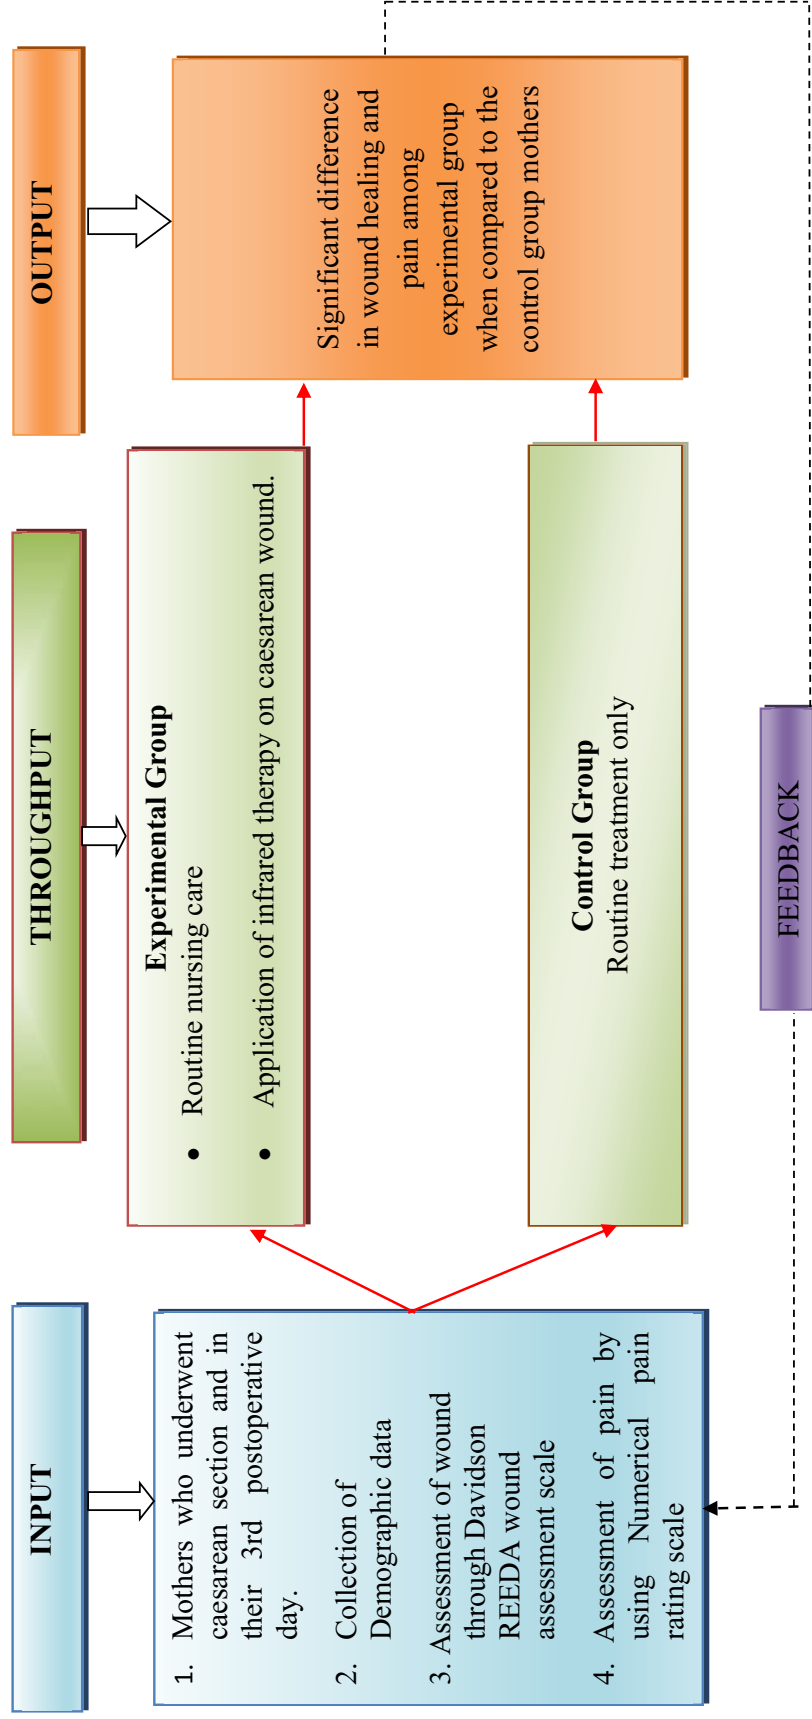 INPUT
1. Mothers who underwent
caesarean section and in
their 3rd postoperative
day.
2. Collection of
Demographic data
3. Assessment of wound
through Davidson
REEDA wound
assessment scale
4. Assessment of pain by
using Numerical pain
rating scale
THROUGHPUT
Experimental Group
• Routine nursing care
• Application of infrared therapy on caesarean wound.
Control Group
Routine treatment only
OUTPUT
Significant difference
in wound healing and
pain among
experimental group
when compared to the
control group mothers
FEEDBACK